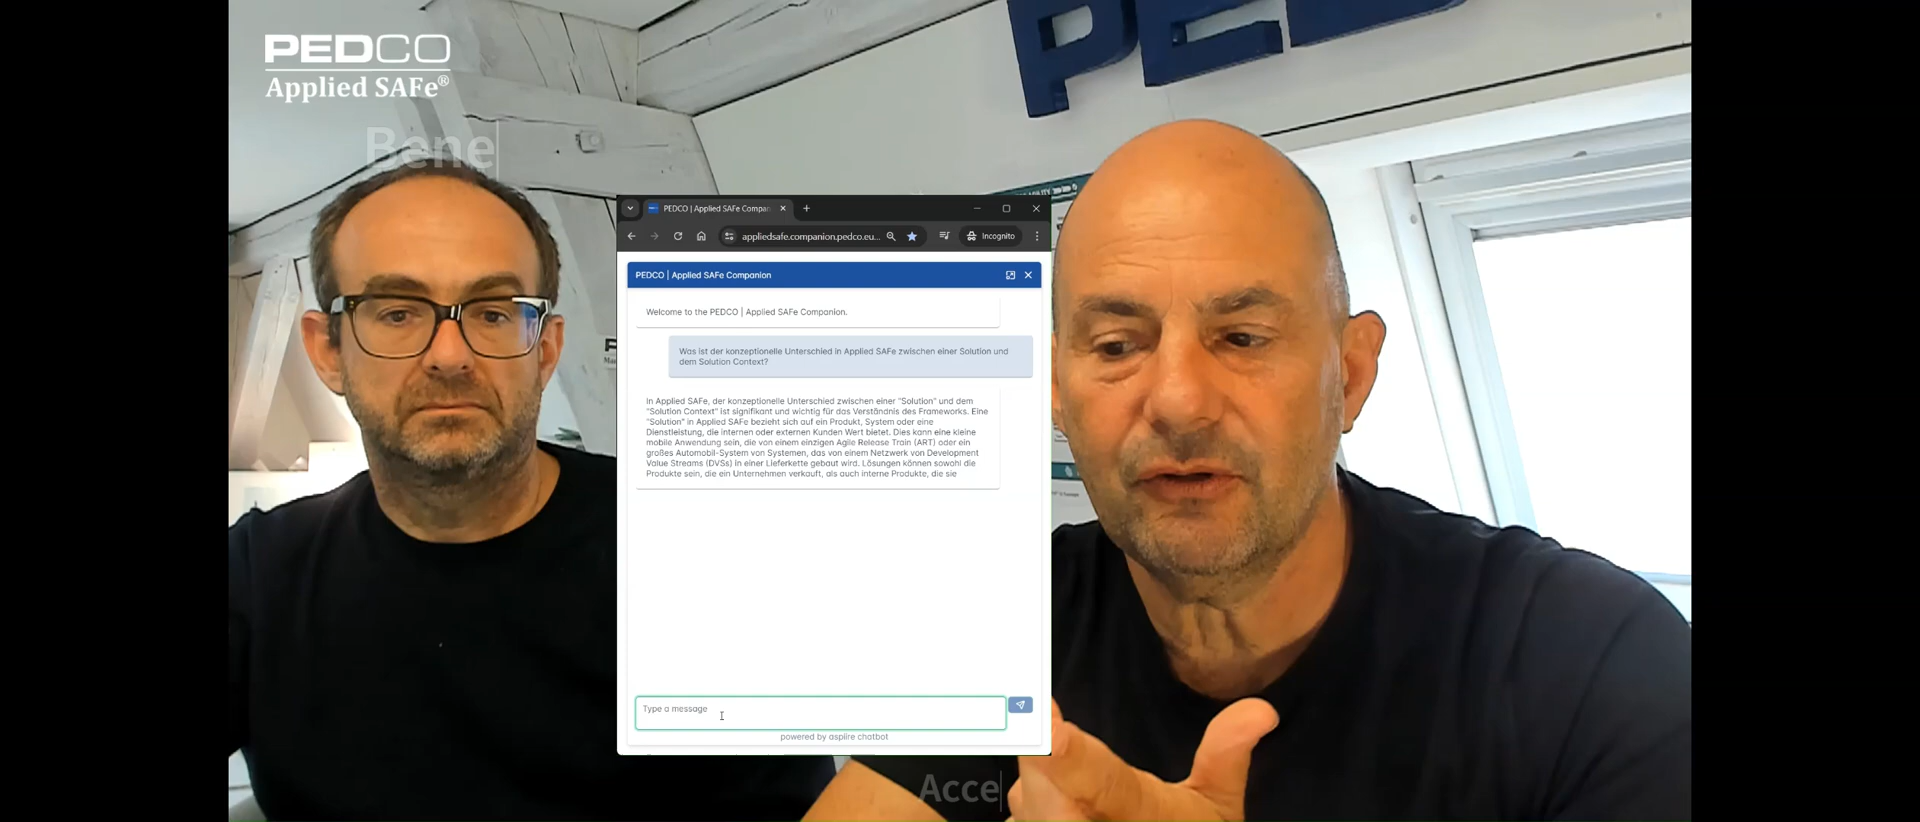 PEDCO
Applied SAFe®
Bene
PED
PEDCO | Applied SAFe Compan
appliedsafe.companion.pedco.eu...
Incognito
PEDCO | Applied SAFe Companion
Welcome to the PEDCO | Applied SAFe Companion.
Was ist der konzeptionelle Unterschied in Applied SAFe zwischen einer Solution und
dem Solution Context?
In Applied SAFe, der konzeptionelle Unterschied zwischen einer "Solution" und dem
"Solution Context" ist signifikant und wichtig für das Verständnis des Frameworks. Eine
"Solution" in Applied SAFe bezieht sich auf ein Produkt, System oder eine
Dienstleistung, die internen oder externen Kunden Wert bietet. Dies kann eine kleine
mobile Anwendung sein, die von einem einzigen Agile Release Train (ART) oder ein
großes Automobil-System von Systemen, das von einem Netzwerk von Development
Value Streams (DVSs) in einer Lieferkette gebaut wird. Lösungen können sowohl die
Produkte sein, die ein Unternehmen verkauft, als auch interne Produkte, die sie
Type a message
powered by aspiire chatbot
Acce